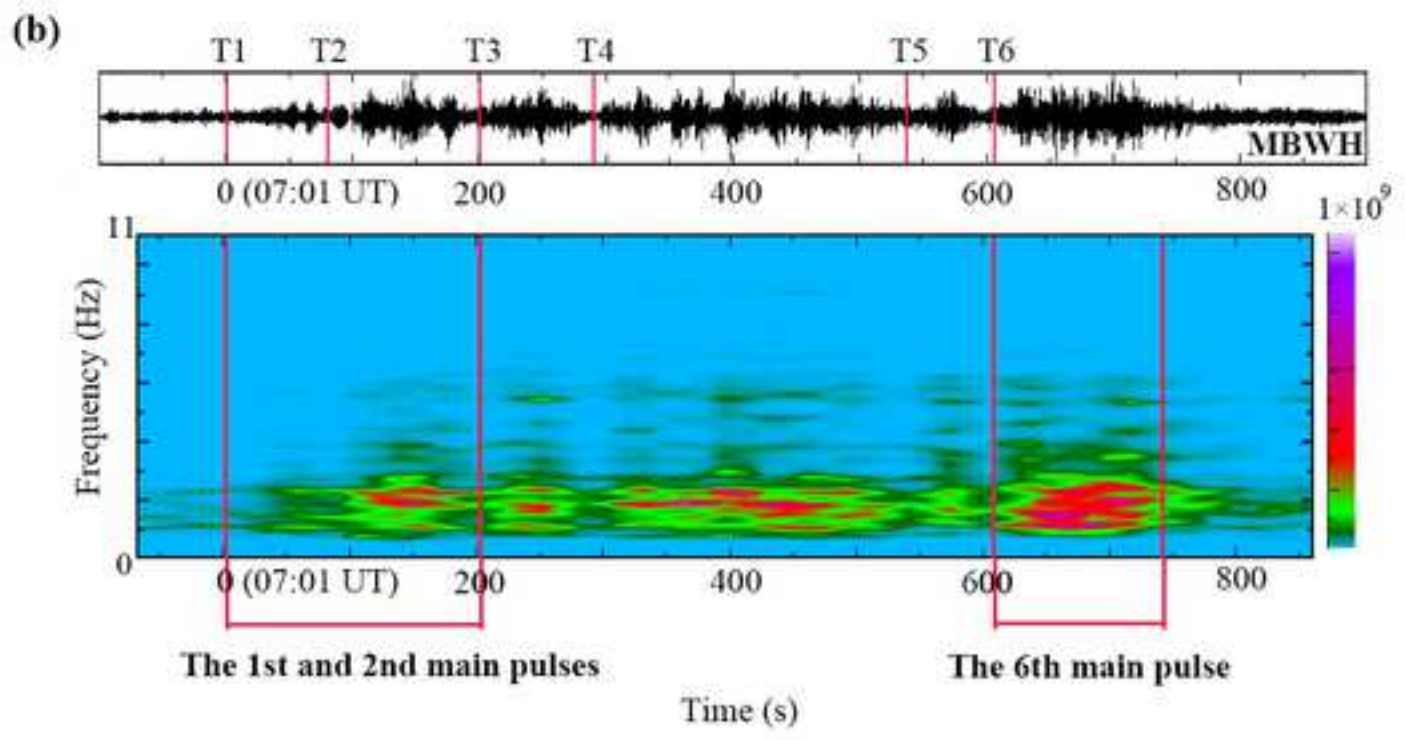 (b)
T1 T2 T3 T4 T5 T6
MBWH
0 (07:01 UT) 200 400 600 800
1×10⁹
11
Frequency (Hz)
0
0 (07:01 UT) 200 400 600 800
The 1st and 2nd main pulses The 6th main pulse
Time (s)